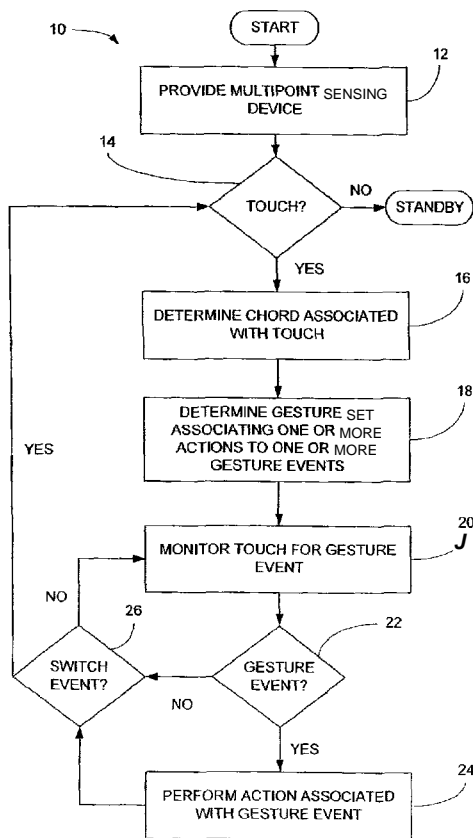 START
10
12
PROVIDE MULTIPOINT SENSING
DEVICE
14
TOUCH?
NO
STANDBY
YES
16
DETERMINE CHORD ASSOCIATED
WITH TOUCH
18
DETERMINE GESTURE SET
ASSOCIATING ONE OR MORE
ACTIONS TO ONE OR MORE
GESTURE EVENTS
YES
20
J
MONITOR TOUCH FOR GESTURE
EVENT
NO
26
22
SWITCH
EVENT?
GESTURE
EVENT?
NO
YES
24
PERFORM ACTION ASSOCIATED
WITH GESTURE EVENT